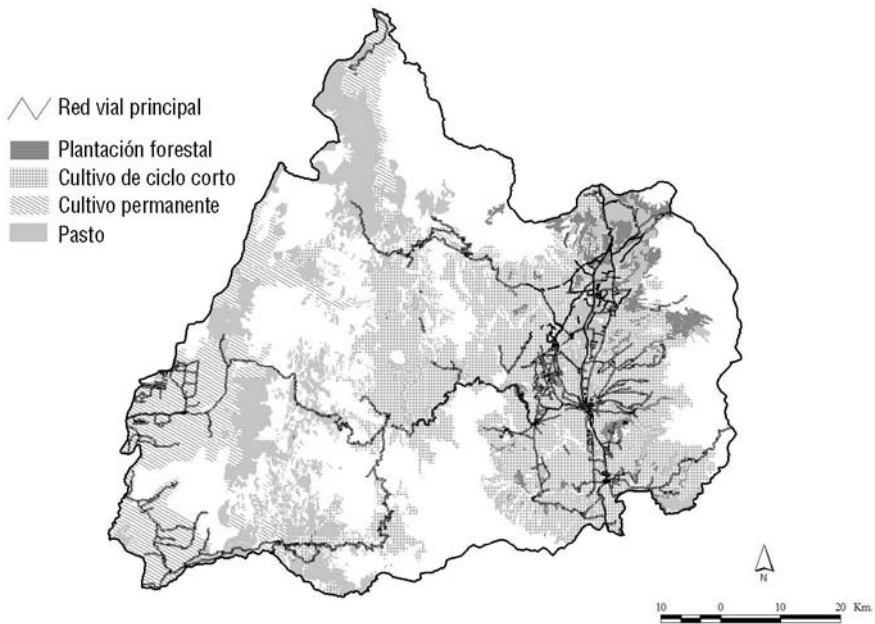 Red vial principal
Plantación forestal
Cultivo de ciclo corto
Cultivo permanente
Pasto
N
10 0 10 20 Km.